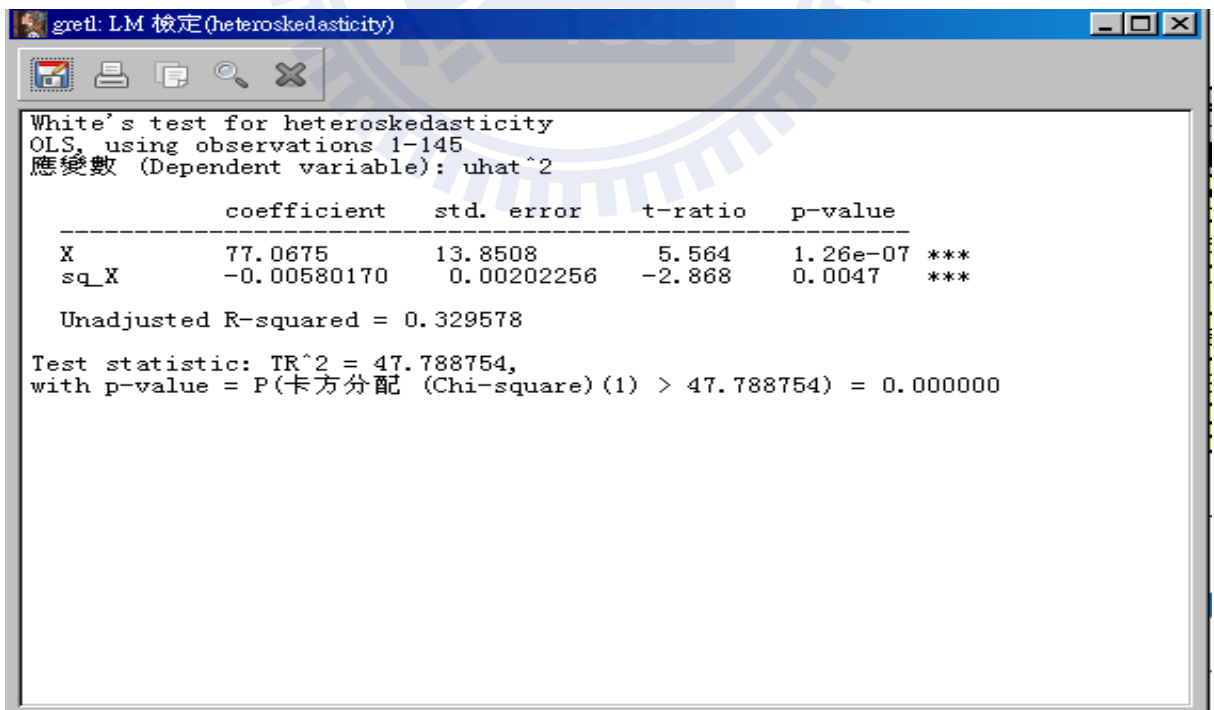 gretl: LM 檢定(heteroskedasticity)
White's test for heteroskedasticity
OLS, using observations 1-145
應變數 (Dependent variable): uhat^2
coefficient std. error t-ratio p-value
X 77.0675 13.8508 5.564 1.26e-07 ***
sq_X -0.00580170 0.00202256 -2.868 0.0047 ***
Unadjusted R-squared = 0.329578
Test statistic: TR^2 = 47.788754,
with p-value = P(卡方分配 (Chi-square)(1) > 47.788754) = 0.000000